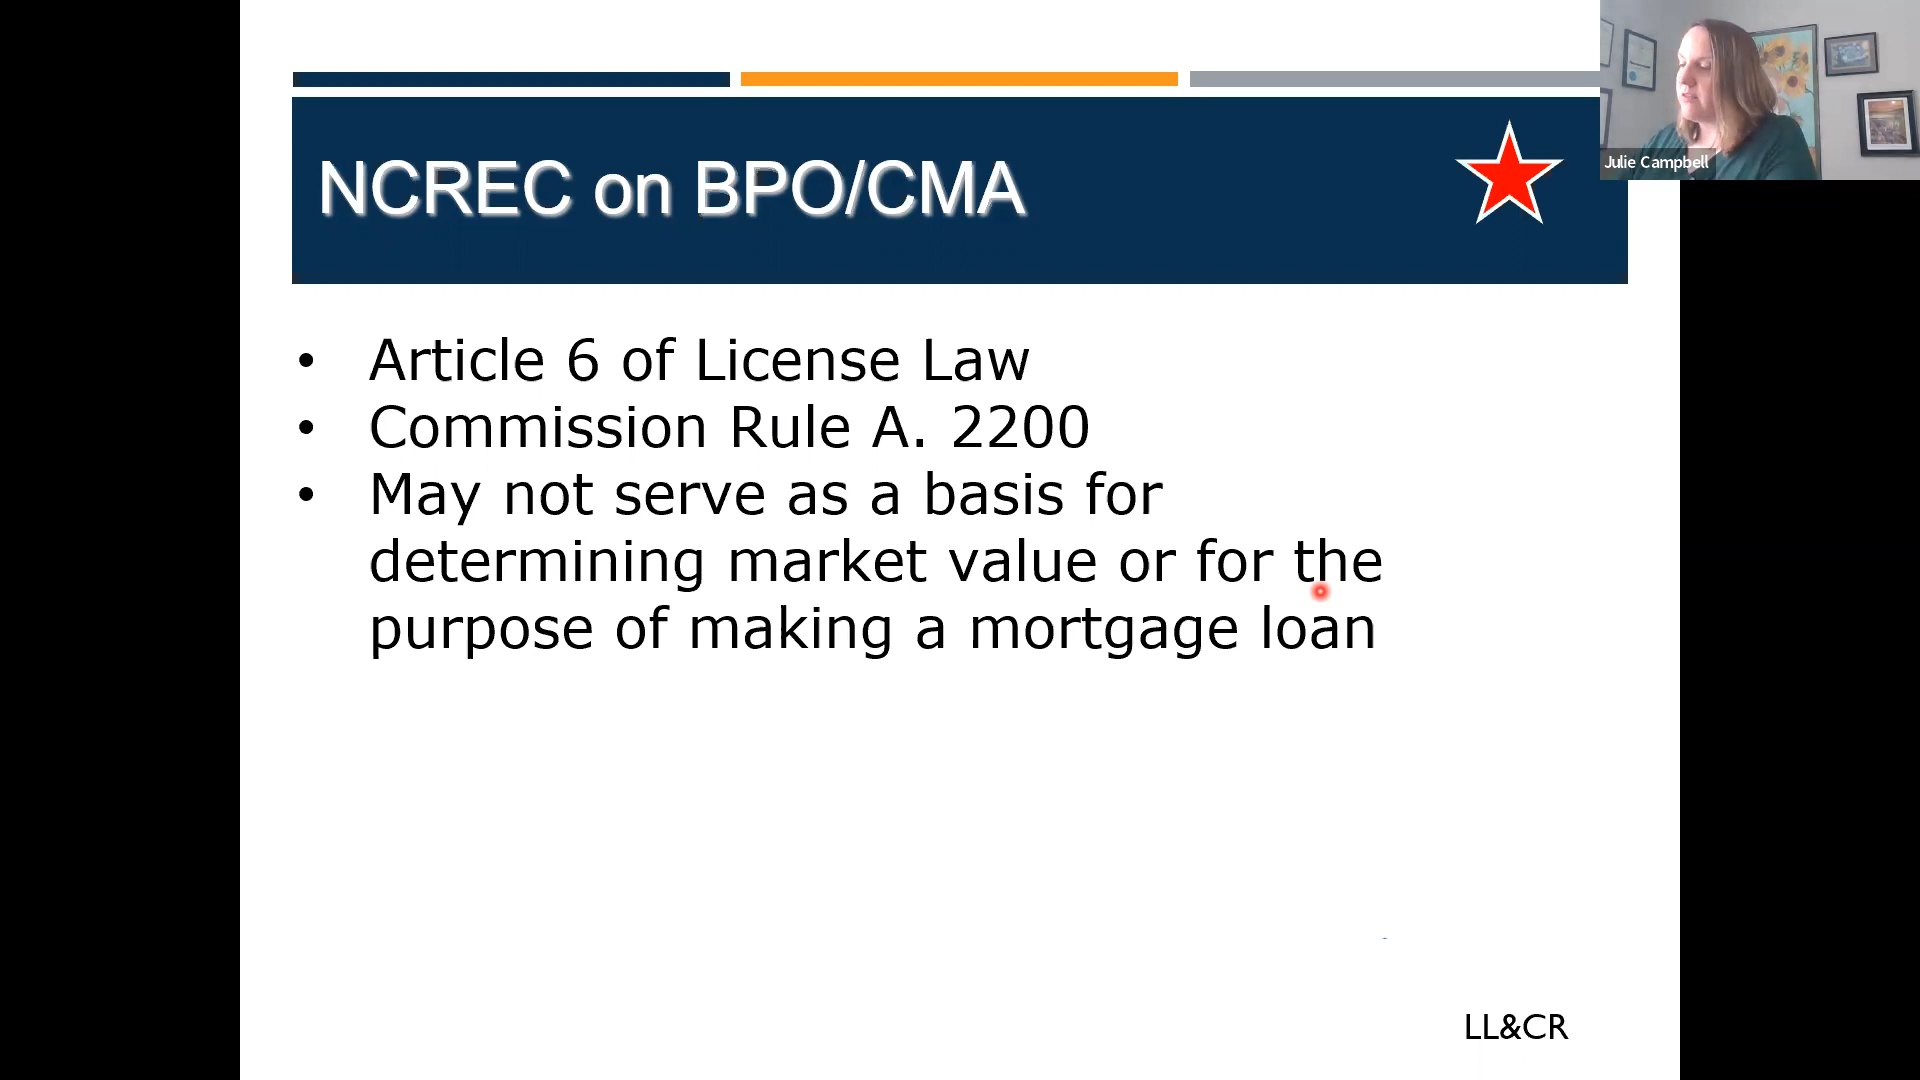 NCREC on BPO/CMA
Julie Campbell
• Article 6 of License Law
• Commission Rule A. 2200
• May not serve as a basis for
determining market value or for the
purpose of making a mortgage loan
LL&CR